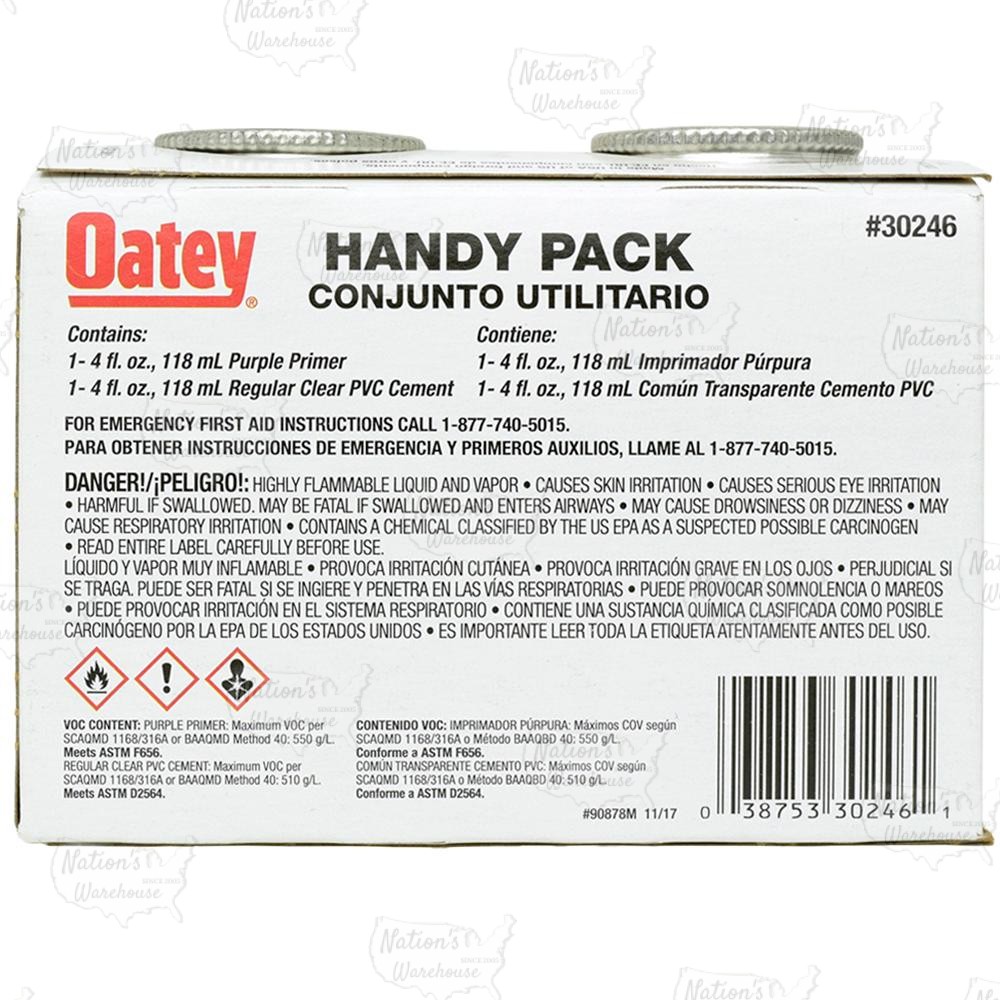 Oatey®
HANDY PACK
CONJUNTO UTILITARIO
#30246
Contains:
1- 4 fl. oz., 118 mL Purple Primer
1- 4 fl. oz., 118 mL Regular Clear PVC Cement
Contiene:
1- 4 fl. oz., 118 mL Imprimador Púrpura
1- 4 fl. oz., 118 mL Común Transparente Cemento PVC
FOR EMERGENCY FIRST AID INSTRUCTIONS CALL 1-877-740-5015.
PARA OBTENER INSTRUCCIONES DE EMERGENCIA Y PRIMEROS AUXILIOS, LLAME AL 1-877-740-5015.
DANGER!/¡PELIGRO!: HIGHLY FLAMMABLE LIQUID AND VAPOR • CAUSES SKIN IRRITATION • CAUSES SERIOUS EYE IRRITATION
• HARMFUL IF SWALLOWED. MAY BE FATAL IF SWALLOWED AND ENTERS AIRWAYS • MAY CAUSE DROWSINESS OR DIZZINESS • MAY
CAUSE RESPIRATORY IRRITATION • CONTAINS A CHEMICAL CLASSIFIED BY THE US EPA AS A SUSPECTED POSSIBLE CARCINOGEN
• READ ENTIRE LABEL CAREFULLY BEFORE USE.
LÍQUIDO Y VAPOR MUY INFLAMABLE • PROVOCA IRRITACIÓN CUTÁNEA • PROVOCA IRRITACIÓN GRAVE EN LOS OJOS • PERJUDICIAL SI
SE TRAGA. PUEDE SER FATAL SI SE INGIERE Y PENETRA EN LAS VÍAS RESPIRATORIAS • PUEDE PROVOCAR SOMNOLENCIA O MAREOS
• PUEDE PROVOCAR IRRITACIÓN EN EL SISTEMA RESPIRATORIO • CONTIENE UNA SUSTANCIA QUÍMICA CLASIFICADA COMO POSIBLE
CARCINÓGENO POR LA EPA DE LOS ESTADOS UNIDOS • ES IMPORTANTE LEER TODA LA ETIQUETA ATENTAMENTE ANTES DEL USO.
VOC CONTENT: PURPLE PRIMER: Maximum VOC per
SCAQMD 1168/316A or BAAQMD Method 40: 550 g/L.
Meets ASTM F656.
REGULAR CLEAR PVC CEMENT: Maximum VOC per
SCAQMD 1168/316A or BAAQMD Method 40: 510 g/L.
Meets ASTM D2564.
CONTENIDO VOC: IMPRIMADOR PÚRPURA: Máximos COV según
SCAQMD 1168/316A o Método BAAQBD 40: 550 g/L.
Conforme a ASTM F656.
COMÚN TRANSPARENTE CEMENTO PVC: Máximos COV según
SCAQMD 1168/316A o Método BAAQBD 40: 510 g/L.
Conforme a ASTM D2564.
#90878M 11/17
0 38753 30246 1
Nation's
Warehouse
SINCE 2005